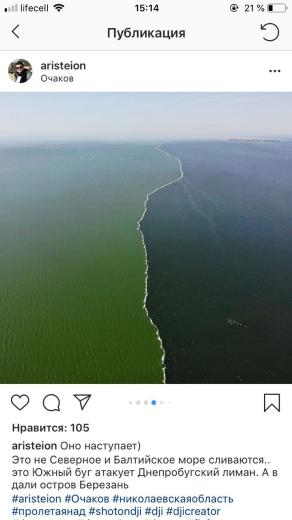 lifecell 15:14 21 %
Публикация
aristeion
Очаков
Нравится: 105
aristeion Оно наступает)
Это не Северное и Балтийское море сливаются..
это Южный буг атакует Днепробугский лиман. А в
дали остров Березань
#aristeion #Очаков #николаевскаяобласть
#пролетаянад #shotondji #dji #djicreator